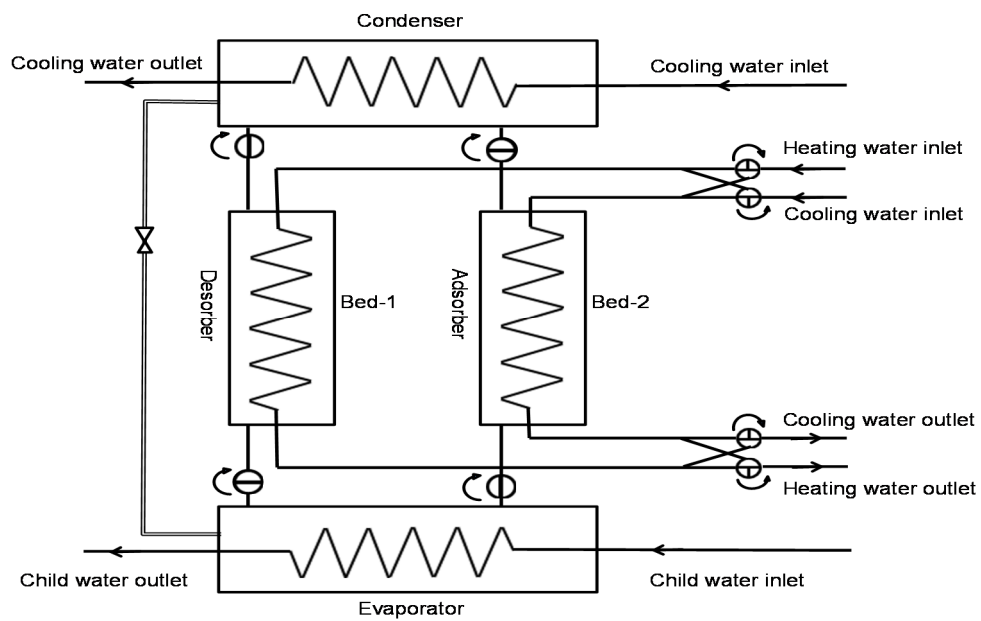 Condenser
Cooling water outlet
Cooling water inlet
Heating water inlet
Cooling water inlet
Desorber
Bed-1
Adsorber
Bed-2
Cooling water outlet
Heating water outlet
Child water outlet
Child water inlet
Evaporator